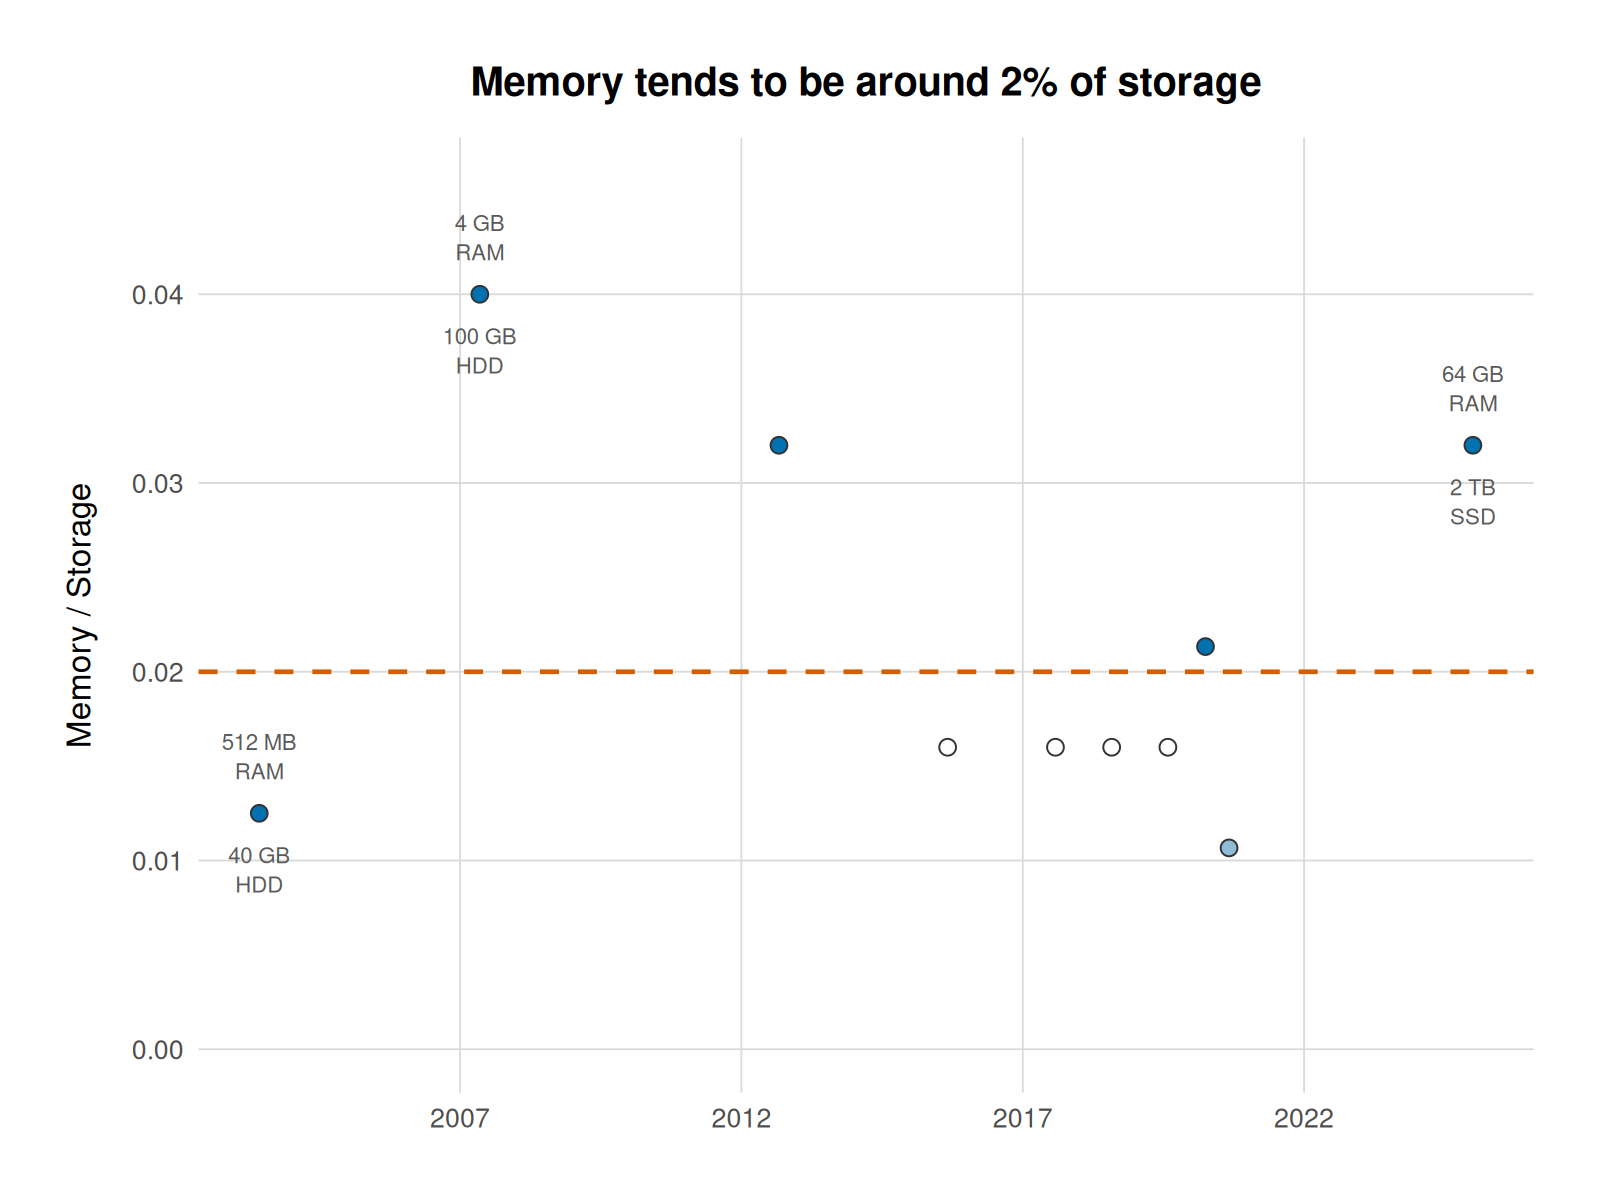 Memory tends to be around 2% of storage
Memory / Storage
0.04
0.03
0.02
0.01
0.00
4 GB
RAM
100 GB
HDD
64 GB
RAM
2 TB
SSD
512 MB
RAM
40 GB
HDD
2007
2012
2017
2022